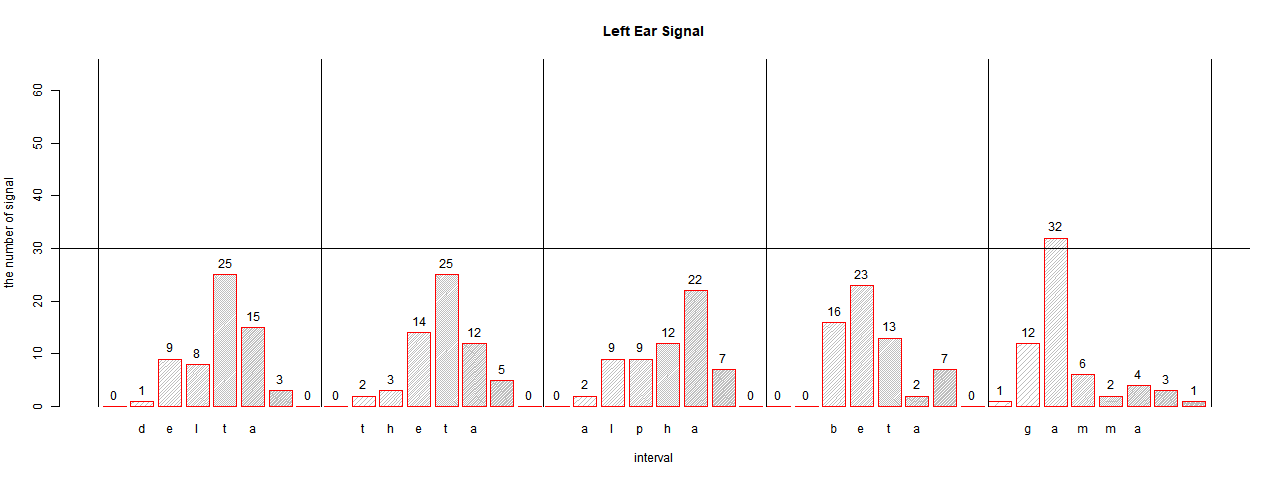 Left Ear Signal
the number of signal
60
50
40
30
20
10
0
0 1 9 8 25 15 3 0
0 2 3 14 25 12 5 0
0 2 9 9 12 22 7 0
0 0 16 23 13 2 7 0
1 12 32 6 2 4 3 1
d e l t a t h e t a a l p h a b e t a g a m m a
interval